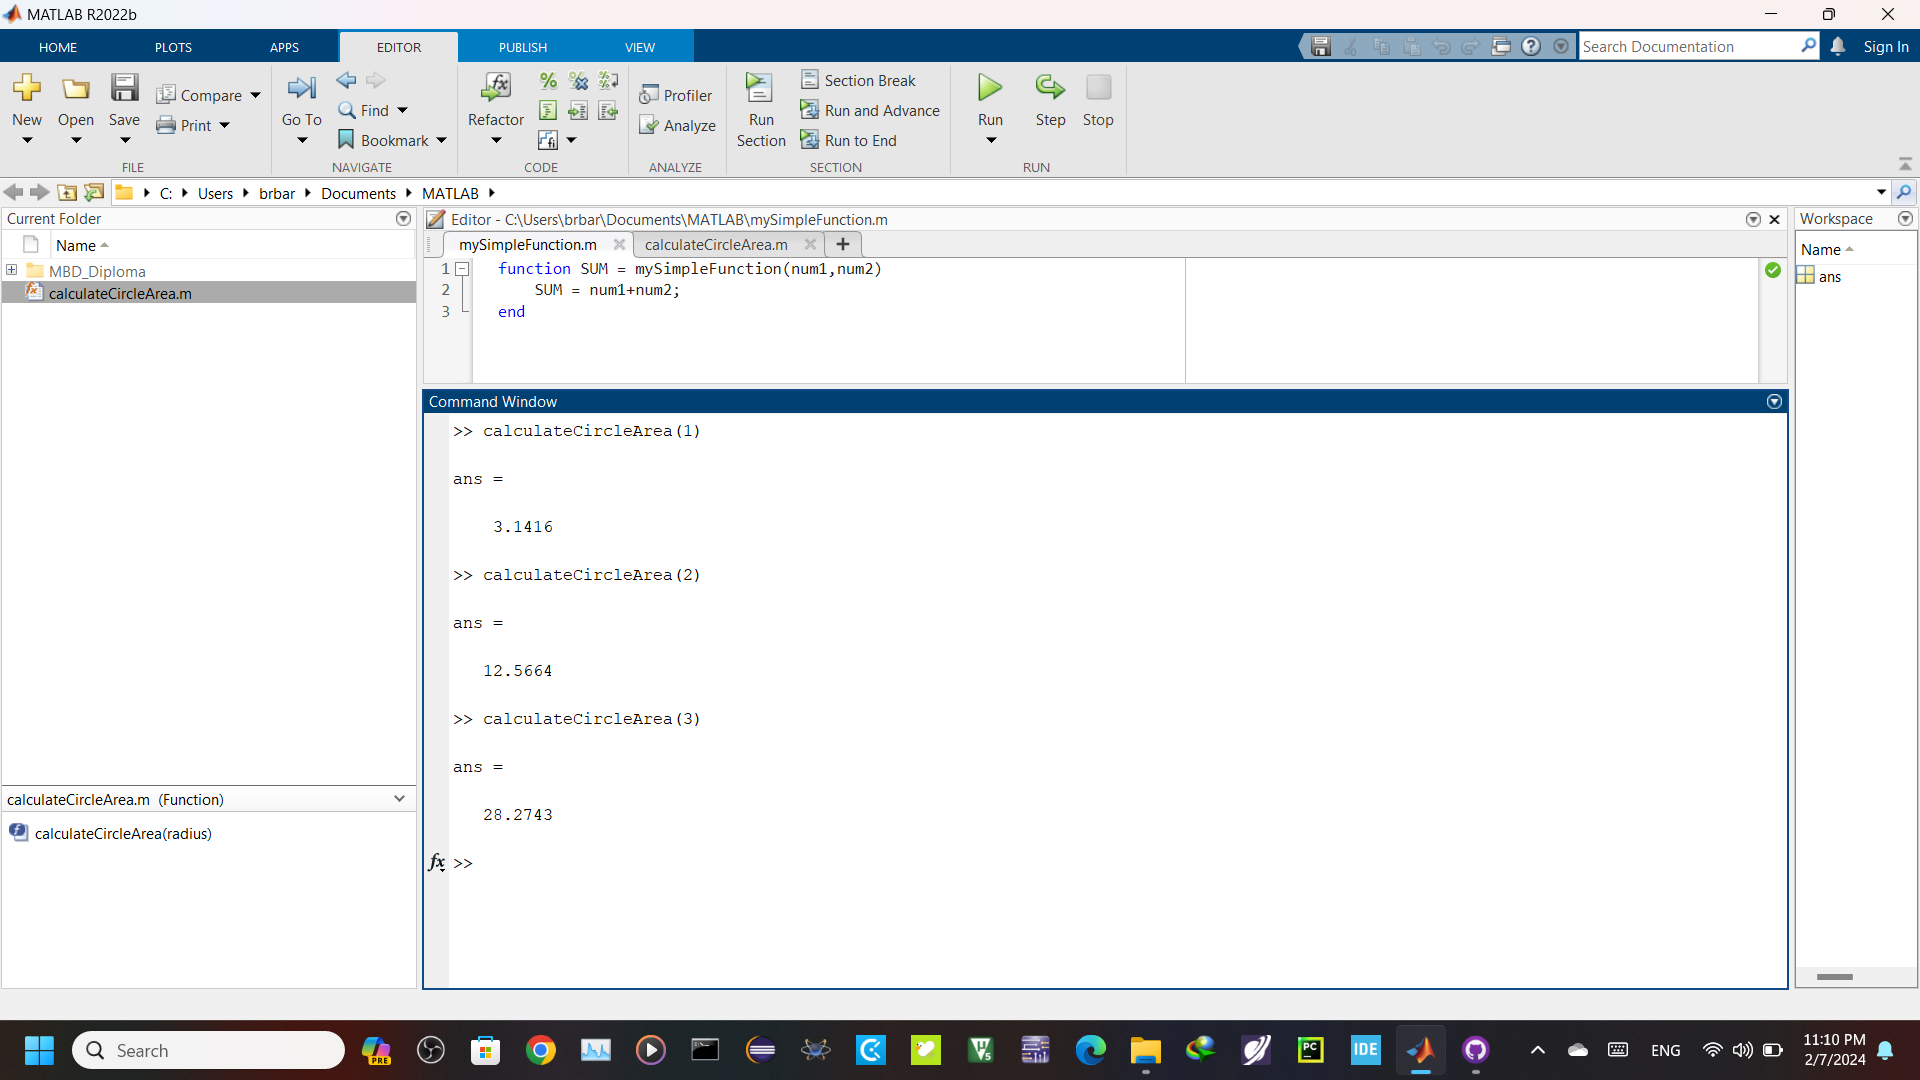 MATLAB R2022b
HOME PLOTS APPS EDITOR PUBLISH VIEW
Search Documentation
Sign In
New
Open
Save
Compare
Print
FILE
Go To
Find
Bookmark
NAVIGATE
Refactor
CODE
Profiler
Analyze
ANALYZE
Run
Section
Section Break
Run and Advance
Run to End
SECTION
Run
Step
Stop
RUN
C: Users brbar Documents MATLAB
Current Folder
Name
MBD_Diploma
calculateCircleArea.m
calculateCircleArea.m (Function)
calculateCircleArea(radius)
Editor - C:\Users\brbar\Documents\MATLAB\mySimpleFunction.m
mySimpleFunction.m calculateCircleArea.m
1 function SUM = mySimpleFunction(num1,num2)
2 SUM = num1+num2;
3 end
Command Window
>> calculateCircleArea(1)
ans =
3.1416
>> calculateCircleArea(2)
ans =
12.5664
>> calculateCircleArea(3)
ans =
28.2743
fx >>
Workspace
Name
ans
Search
PRE
PC
IDE
ENG
11:10 PM
2/7/2024